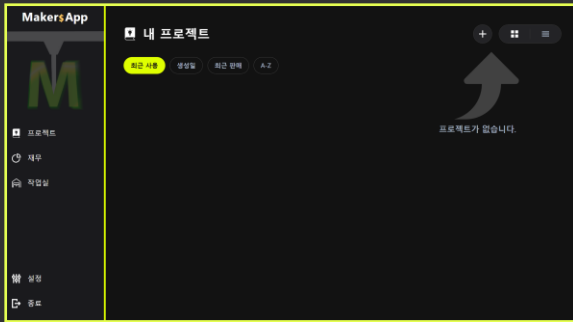 MakersApp
M
프로젝트
재무
작업실
설정
종료
내 프로젝트
최근 사용
생성일
최근 판매
A-Z
프로젝트가 없습니다.